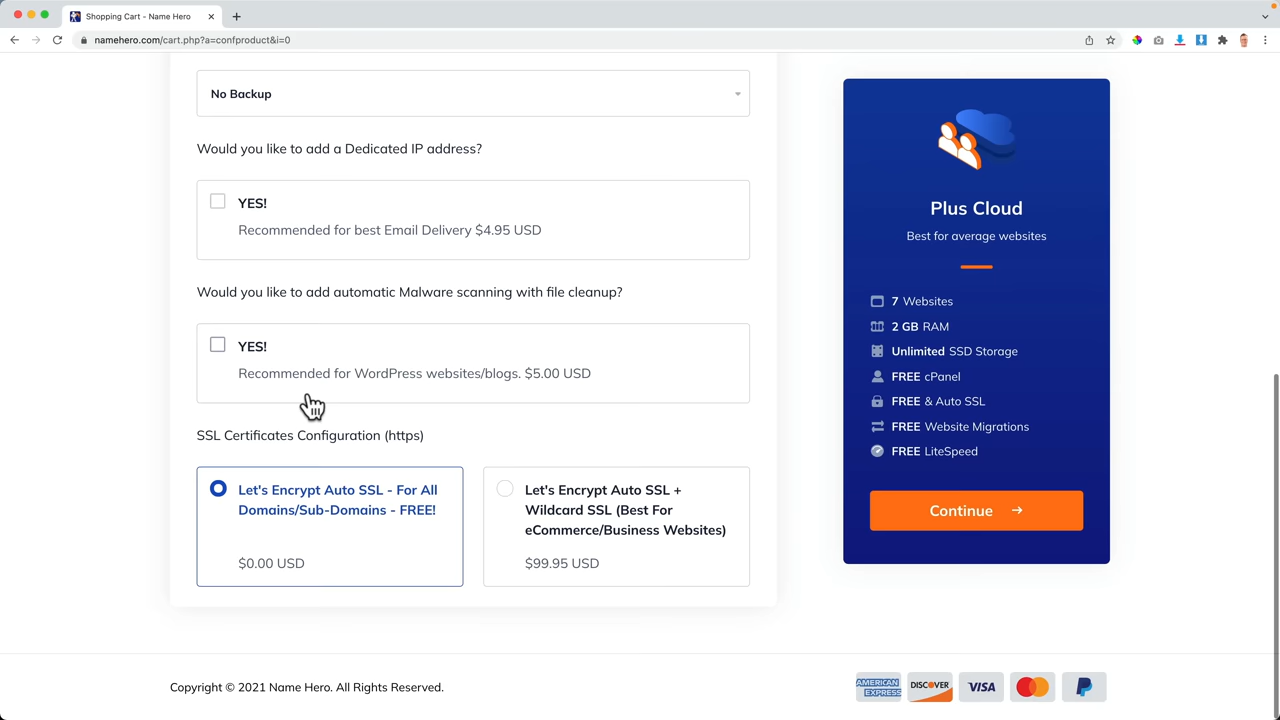 Shopping Cart - Name Hero
namehero.com/cart.php?a=confproduct&i=0
No Backup
Would you like to add a Dedicated IP address?
YES!
Recommended for best Email Delivery $4.95 USD
Would you like to add automatic Malware scanning with file cleanup?
YES!
Recommended for WordPress websites/blogs. $5.00 USD
SSL Certificates Configuration (https)
Let's Encrypt Auto SSL - For All
Domains/Sub-Domains - FREE!
$0.00 USD
Let's Encrypt Auto SSL +
Wildcard SSL (Best For
eCommerce/Business Websites)
$99.95 USD
Plus Cloud
Best for average websites
7 Websites
2 GB RAM
Unlimited SSD Storage
FREE cPanel
FREE & Auto SSL
FREE Website Migrations
FREE LiteSpeed
Continue
Copyright © 2021 Name Hero. All Rights Reserved.
AMERICAN
EXPRESS
DISCOVER
VISA